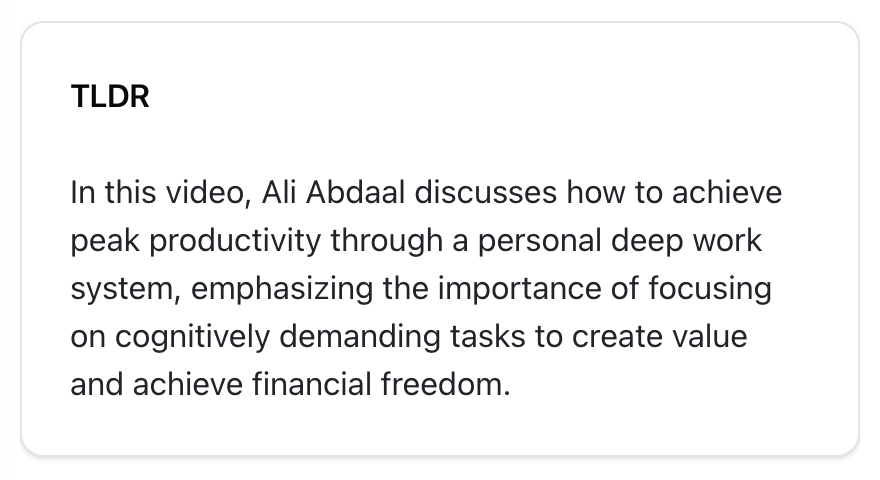 TLDR
In this video, Ali Abdaal discusses how to achieve
peak productivity through a personal deep work
system, emphasizing the importance of focusing
on cognitively demanding tasks to create value
and achieve financial freedom.